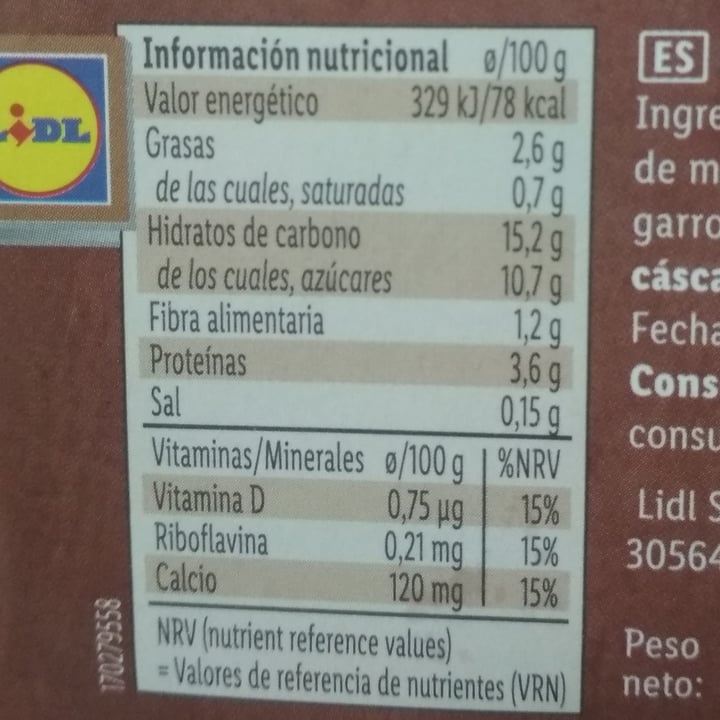 LIDL
Información nutricional ø/100 g
Valor energético 329 kJ/78 kcal
Grasas 2,6 g
de las cuales, saturadas 0,7 g
Hidratos de carbono 15,2 g
de los cuales, azúcares 10,7 g
Fibra alimentaria 1,2 g
Proteínas 3,6 g
Sal 0,15 g
Vitaminas/Minerales ø/100 g %NRV
Vitamina D 0,75 µg 15%
Riboflavina 0,21 mg 15%
Calcio 120 mg 15%
NRV (nutrient reference values)
= Valores de referencia de nutrientes (VRN)
170279558
ES
Ingre
de m
garro
cásca
Fecha
Cons
consu
Lidl S
30564
Peso
neto: